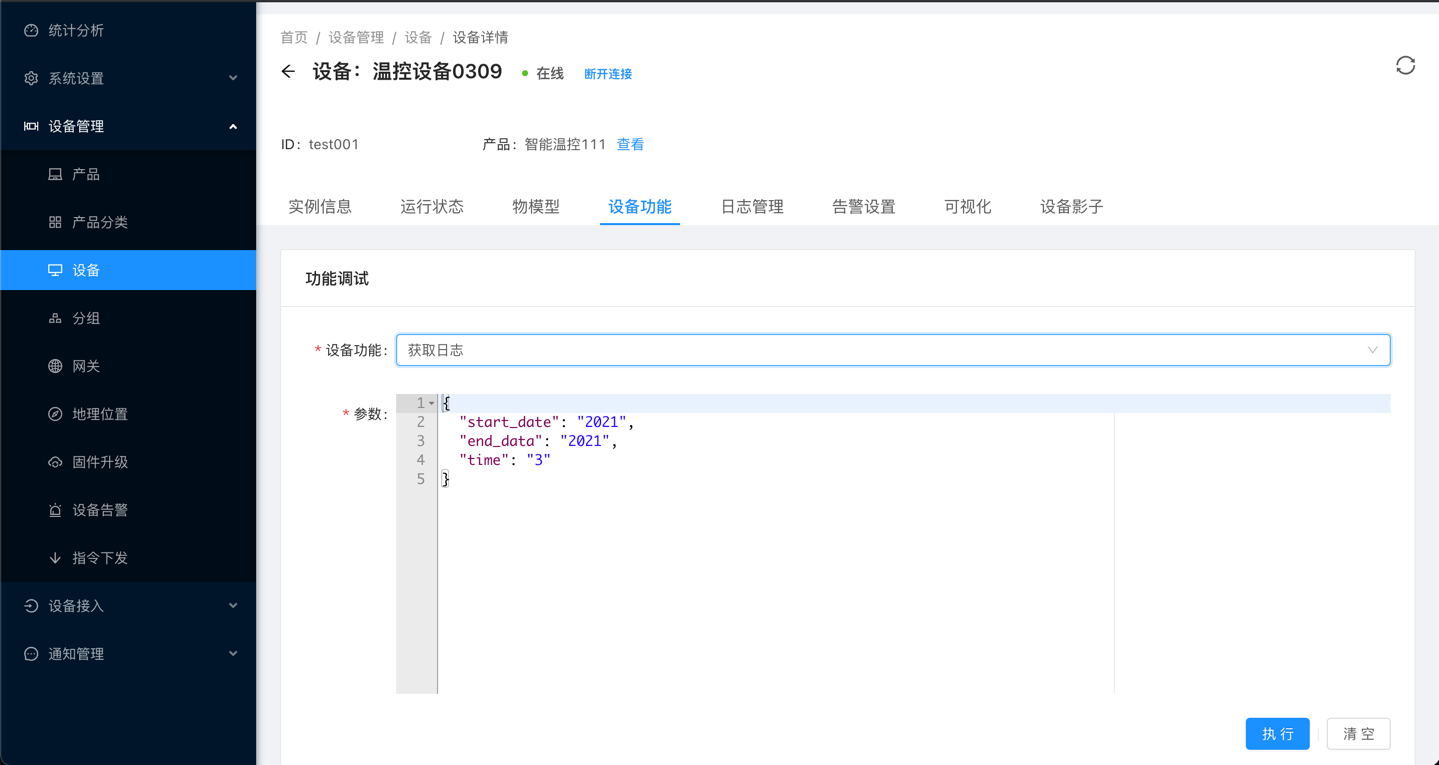 统计分析
系统设置
设备管理
产品
产品分类
设备
分组
网关
地理位置
固件升级
设备告警
指令下发
设备接入
通知管理
首页 / 设备管理 / 设备 / 设备详情
设备：温控设备0309 在线 断开连接
ID：test001 产品：智能温控111 查看
实例信息 运行状态 物模型 设备功能 日志管理 告警设置 可视化 设备影子
功能调试
* 设备功能： 获取日志
* 参数：
1 {
2 "start_date": "2021",
3 "end_data": "2021",
4 "time": "3"
5 }
执行 清空